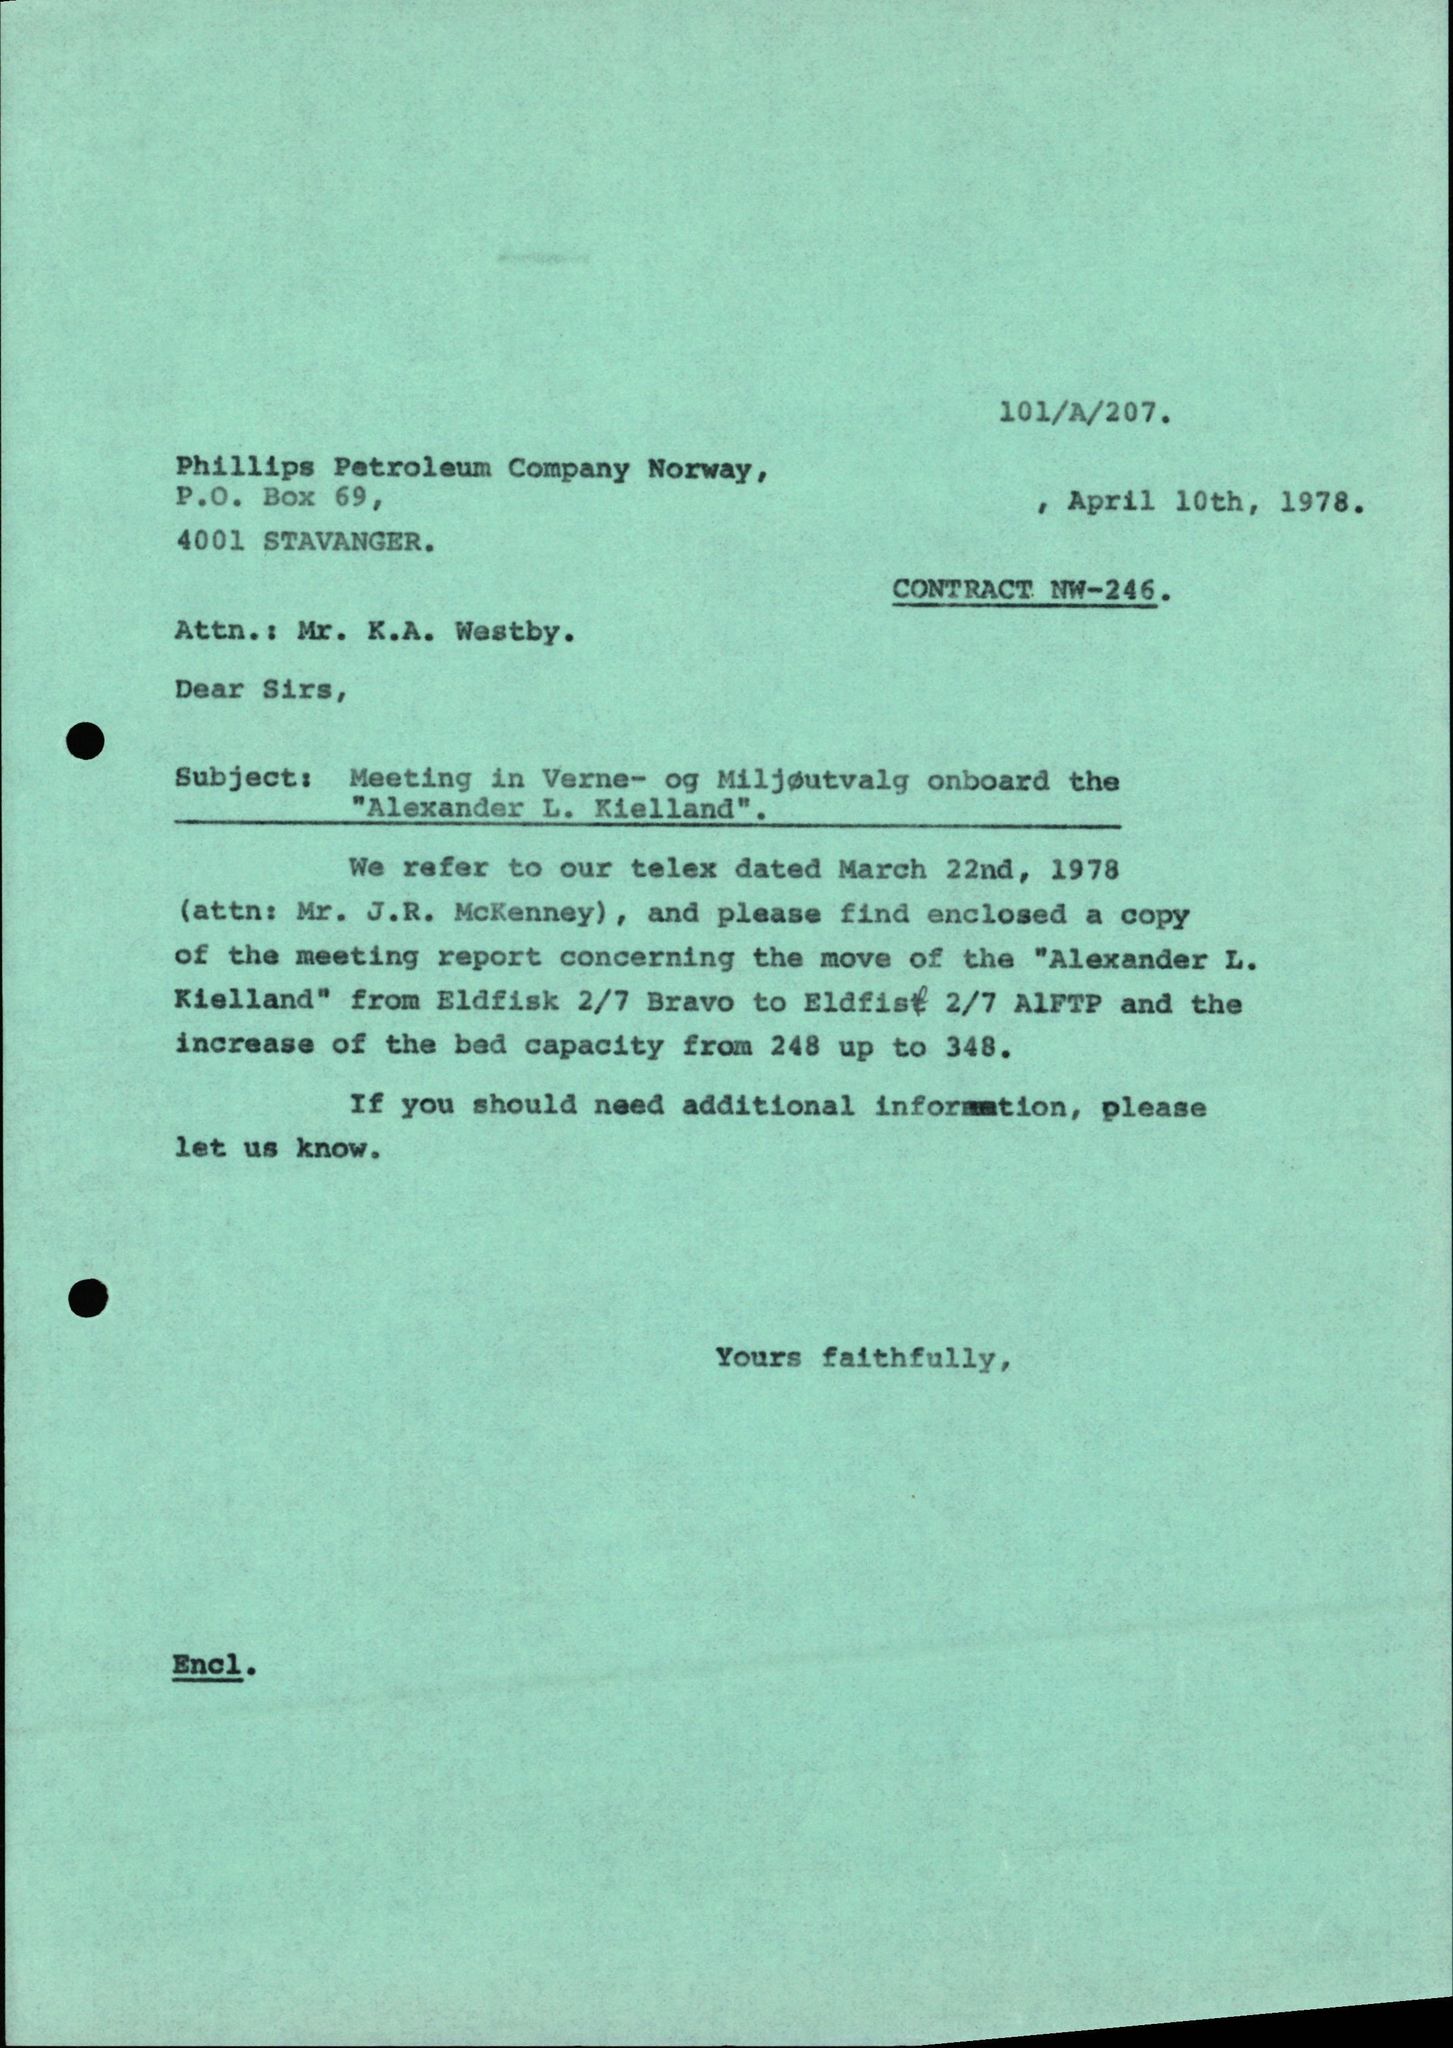 101/A/207.
Phillips Petroleum Company Norway,
P.O. Box 69,
, April 10th, 1978.
4001 STAVANGER.
CONTRACT NW-246.
Attn.: Mr. K.A. Westby.
Dear Sirs,
Subject: Meeting in Verne- og Miljøutvalg onboard the
"Alexander L. Kielland".
We refer to our telex dated March 22nd, 1978
(attn: Mr. J.R. McKenney), and please find enclosed a copy
of the meeting report concerning the move of the "Alexander L.
Kielland" from Eldfisk 2/7 Bravo to Eldfisk 2/7 AlFTP and the
increase of the bed capacity from 248 up to 348.
If you should need additional information, please
let us know.
Yours faithfully,
Encl.